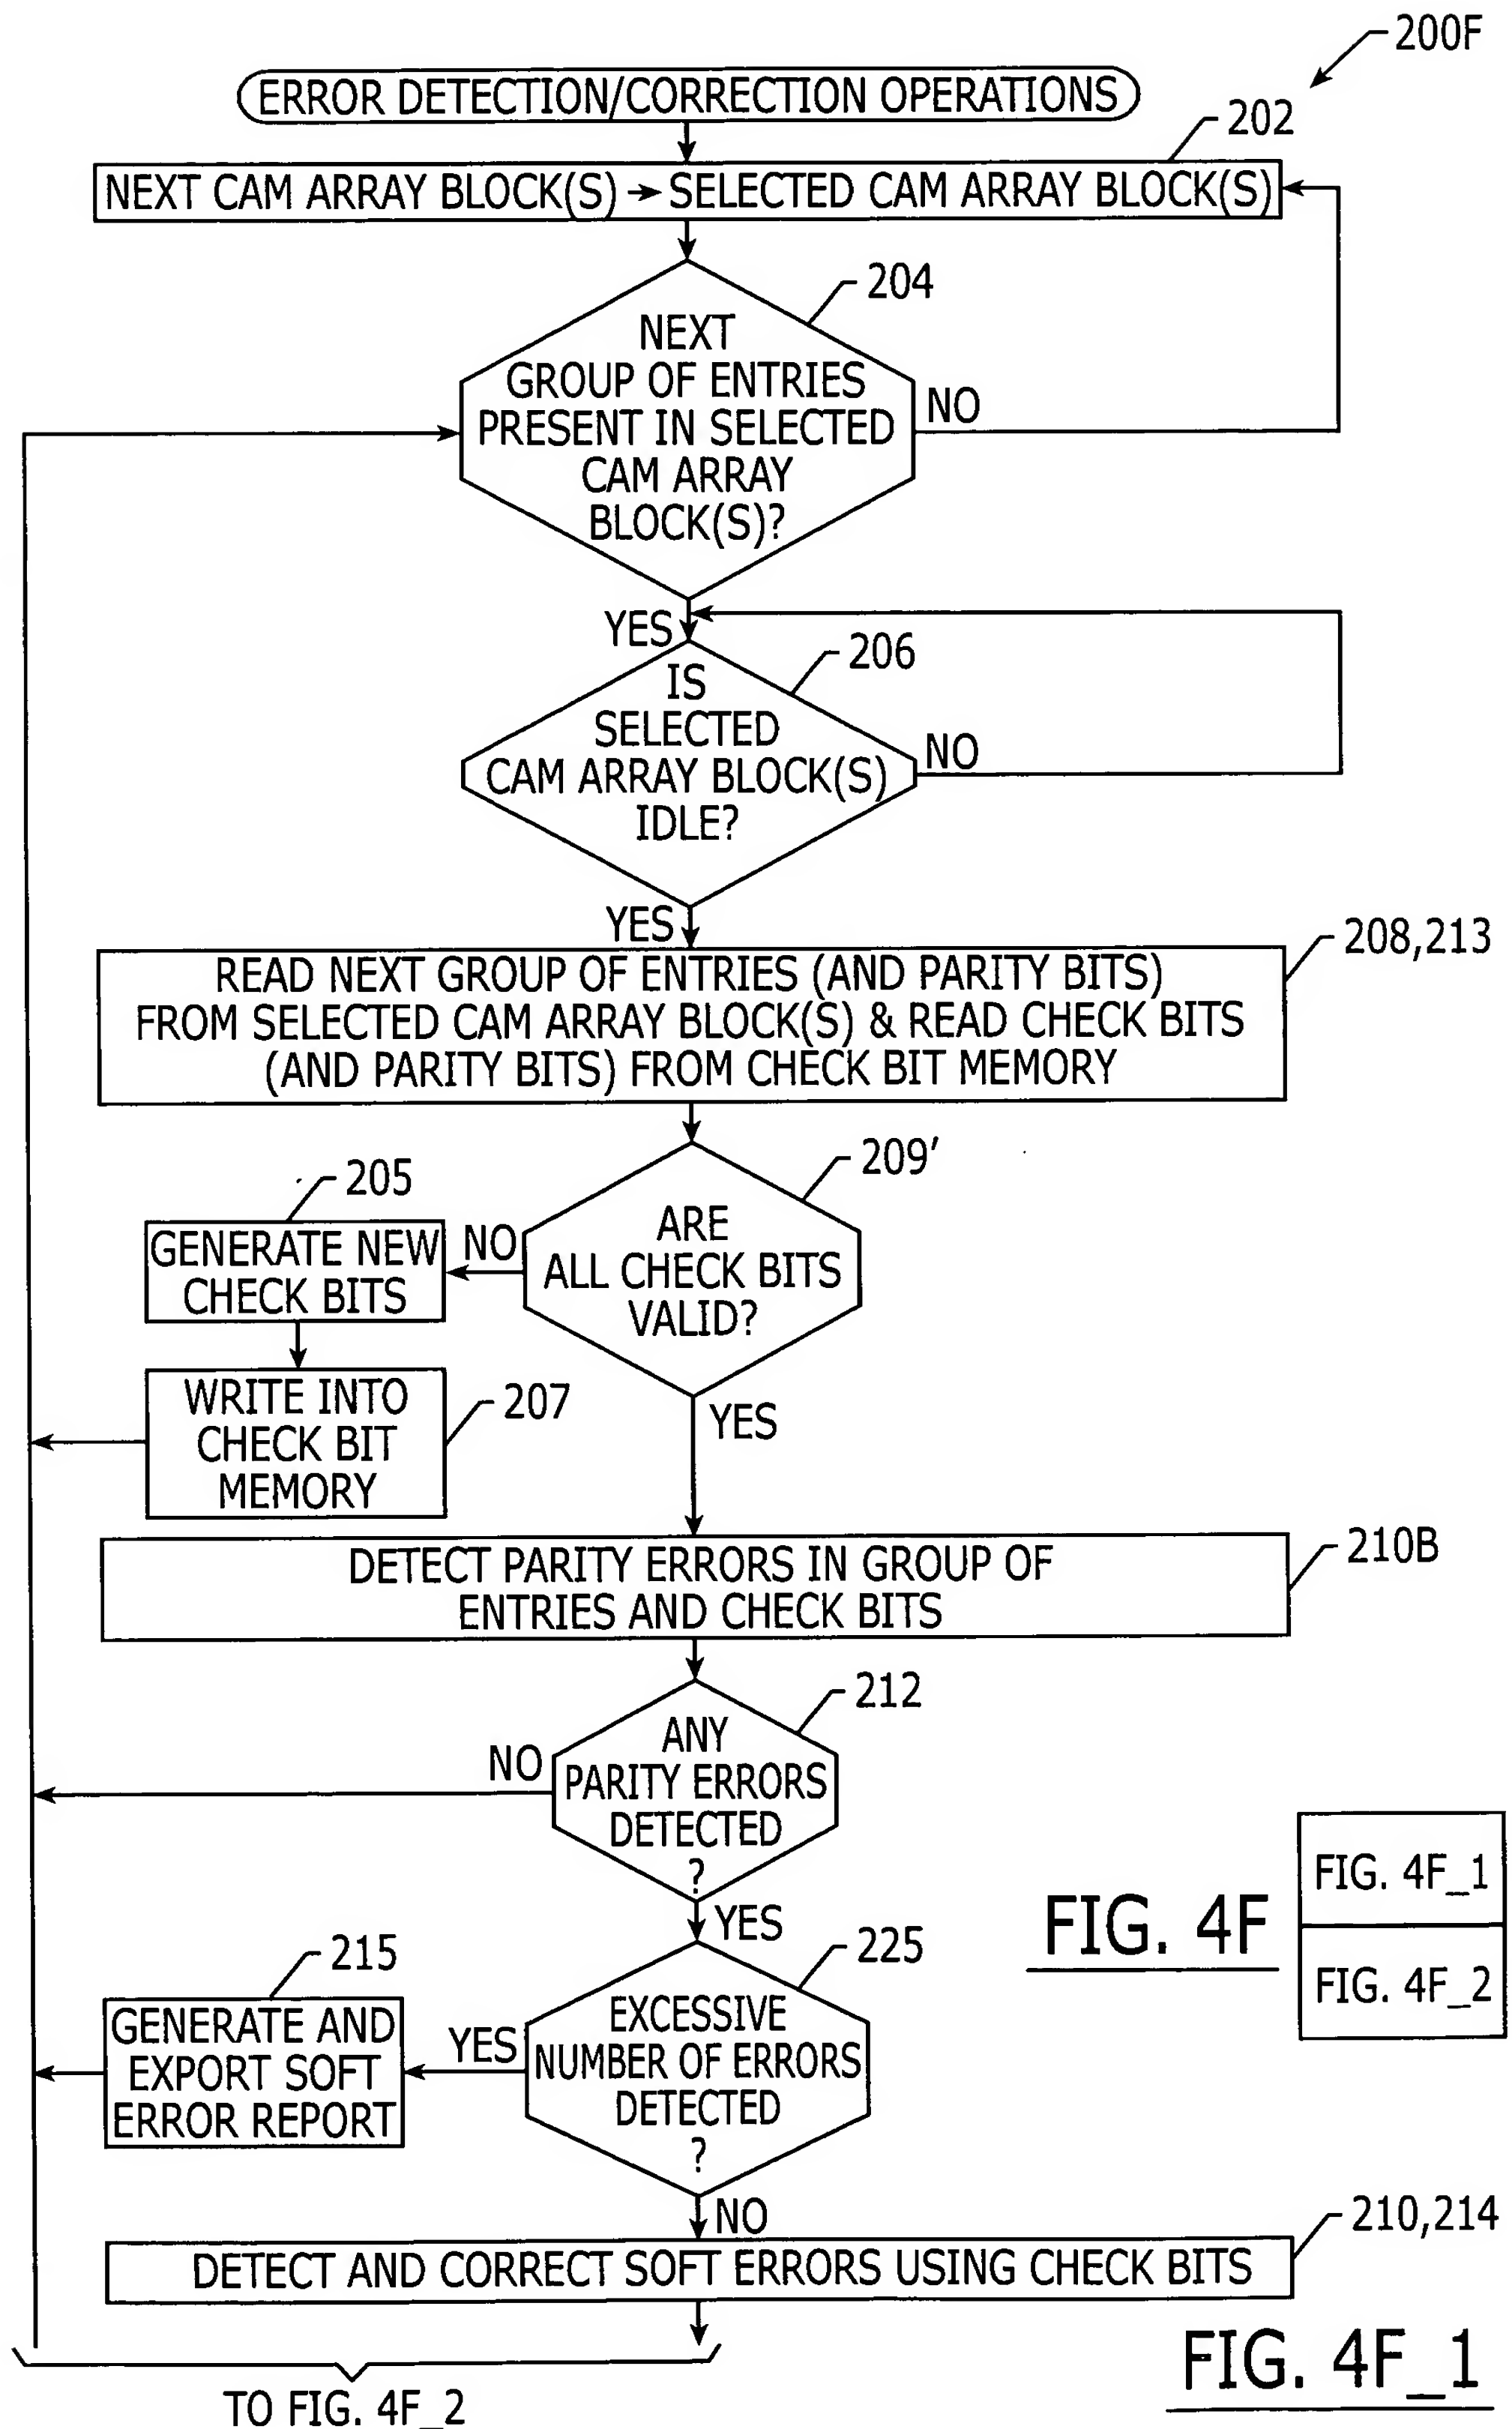 200F
ERROR DETECTION/CORRECTION OPERATIONS
202
NEXT CAM ARRAY BLOCK(S) → SELECTED CAM ARRAY BLOCK(S)
204
NEXT
GROUP OF ENTRIES
PRESENT IN SELECTED
CAM ARRAY
BLOCK(S)?
NO
YES
206
IS
SELECTED
CAM ARRAY BLOCK(S)
IDLE?
NO
YES
208,213
READ NEXT GROUP OF ENTRIES (AND PARITY BITS)
FROM SELECTED CAM ARRAY BLOCK(S) & READ CHECK BITS
(AND PARITY BITS) FROM CHECK BIT MEMORY
209'
ARE
ALL CHECK BITS
VALID?
NO
205
GENERATE NEW
CHECK BITS
207
WRITE INTO
CHECK BIT
MEMORY
YES
210B
DETECT PARITY ERRORS IN GROUP OF
ENTRIES AND CHECK BITS
212
ANY
PARITY ERRORS
DETECTED
?
NO
YES
225
EXCESSIVE
NUMBER OF ERRORS
DETECTED
?
YES
215
GENERATE AND
EXPORT SOFT
ERROR REPORT
NO
210,214
DETECT AND CORRECT SOFT ERRORS USING CHECK BITS
TO FIG. 4F_2
FIG. 4F
FIG. 4F_1
FIG. 4F_2
FIG. 4F_1